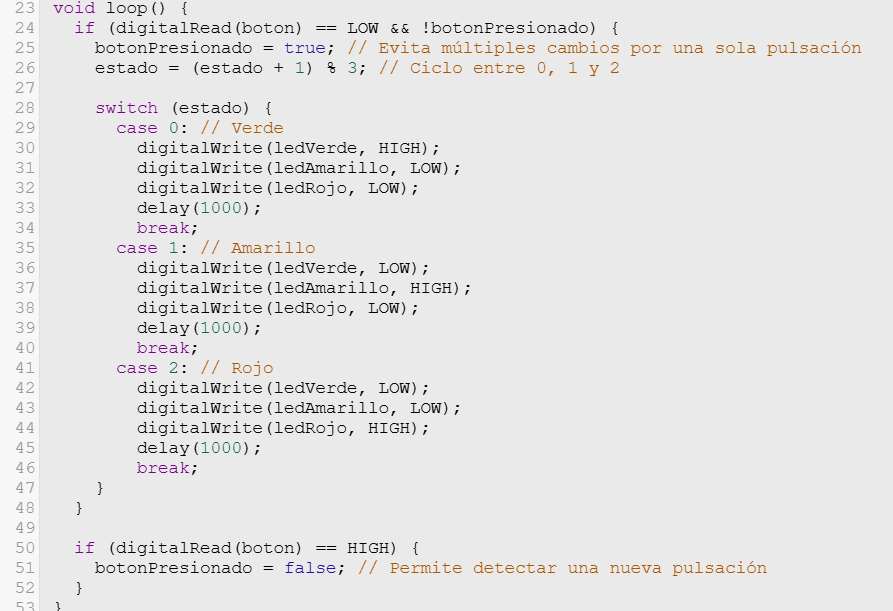 23 void loop() {
24   if (digitalRead(boton) == LOW && !botonPresionado) {
25     botonPresionado = true; // Evita múltiples cambios por una sola pulsación
26     estado = (estado + 1) % 3; // Ciclo entre 0, 1 y 2
27
28     switch (estado) {
29       case 0: // Verde
30         digitalWrite(ledVerde, HIGH);
31         digitalWrite(ledAmarillo, LOW);
32         digitalWrite(ledRojo, LOW);
33         delay(1000);
34         break;
35       case 1: // Amarillo
36         digitalWrite(ledVerde, LOW);
37         digitalWrite(ledAmarillo, HIGH);
38         digitalWrite(ledRojo, LOW);
39         delay(1000);
40         break;
41       case 2: // Rojo
42         digitalWrite(ledVerde, LOW);
43         digitalWrite(ledAmarillo, LOW);
44         digitalWrite(ledRojo, HIGH);
45         delay(1000);
46         break;
47     }
48   }
49
50   if (digitalRead(boton) == HIGH) {
51     botonPresionado = false; // Permite detectar una nueva pulsación
52   }
53 }